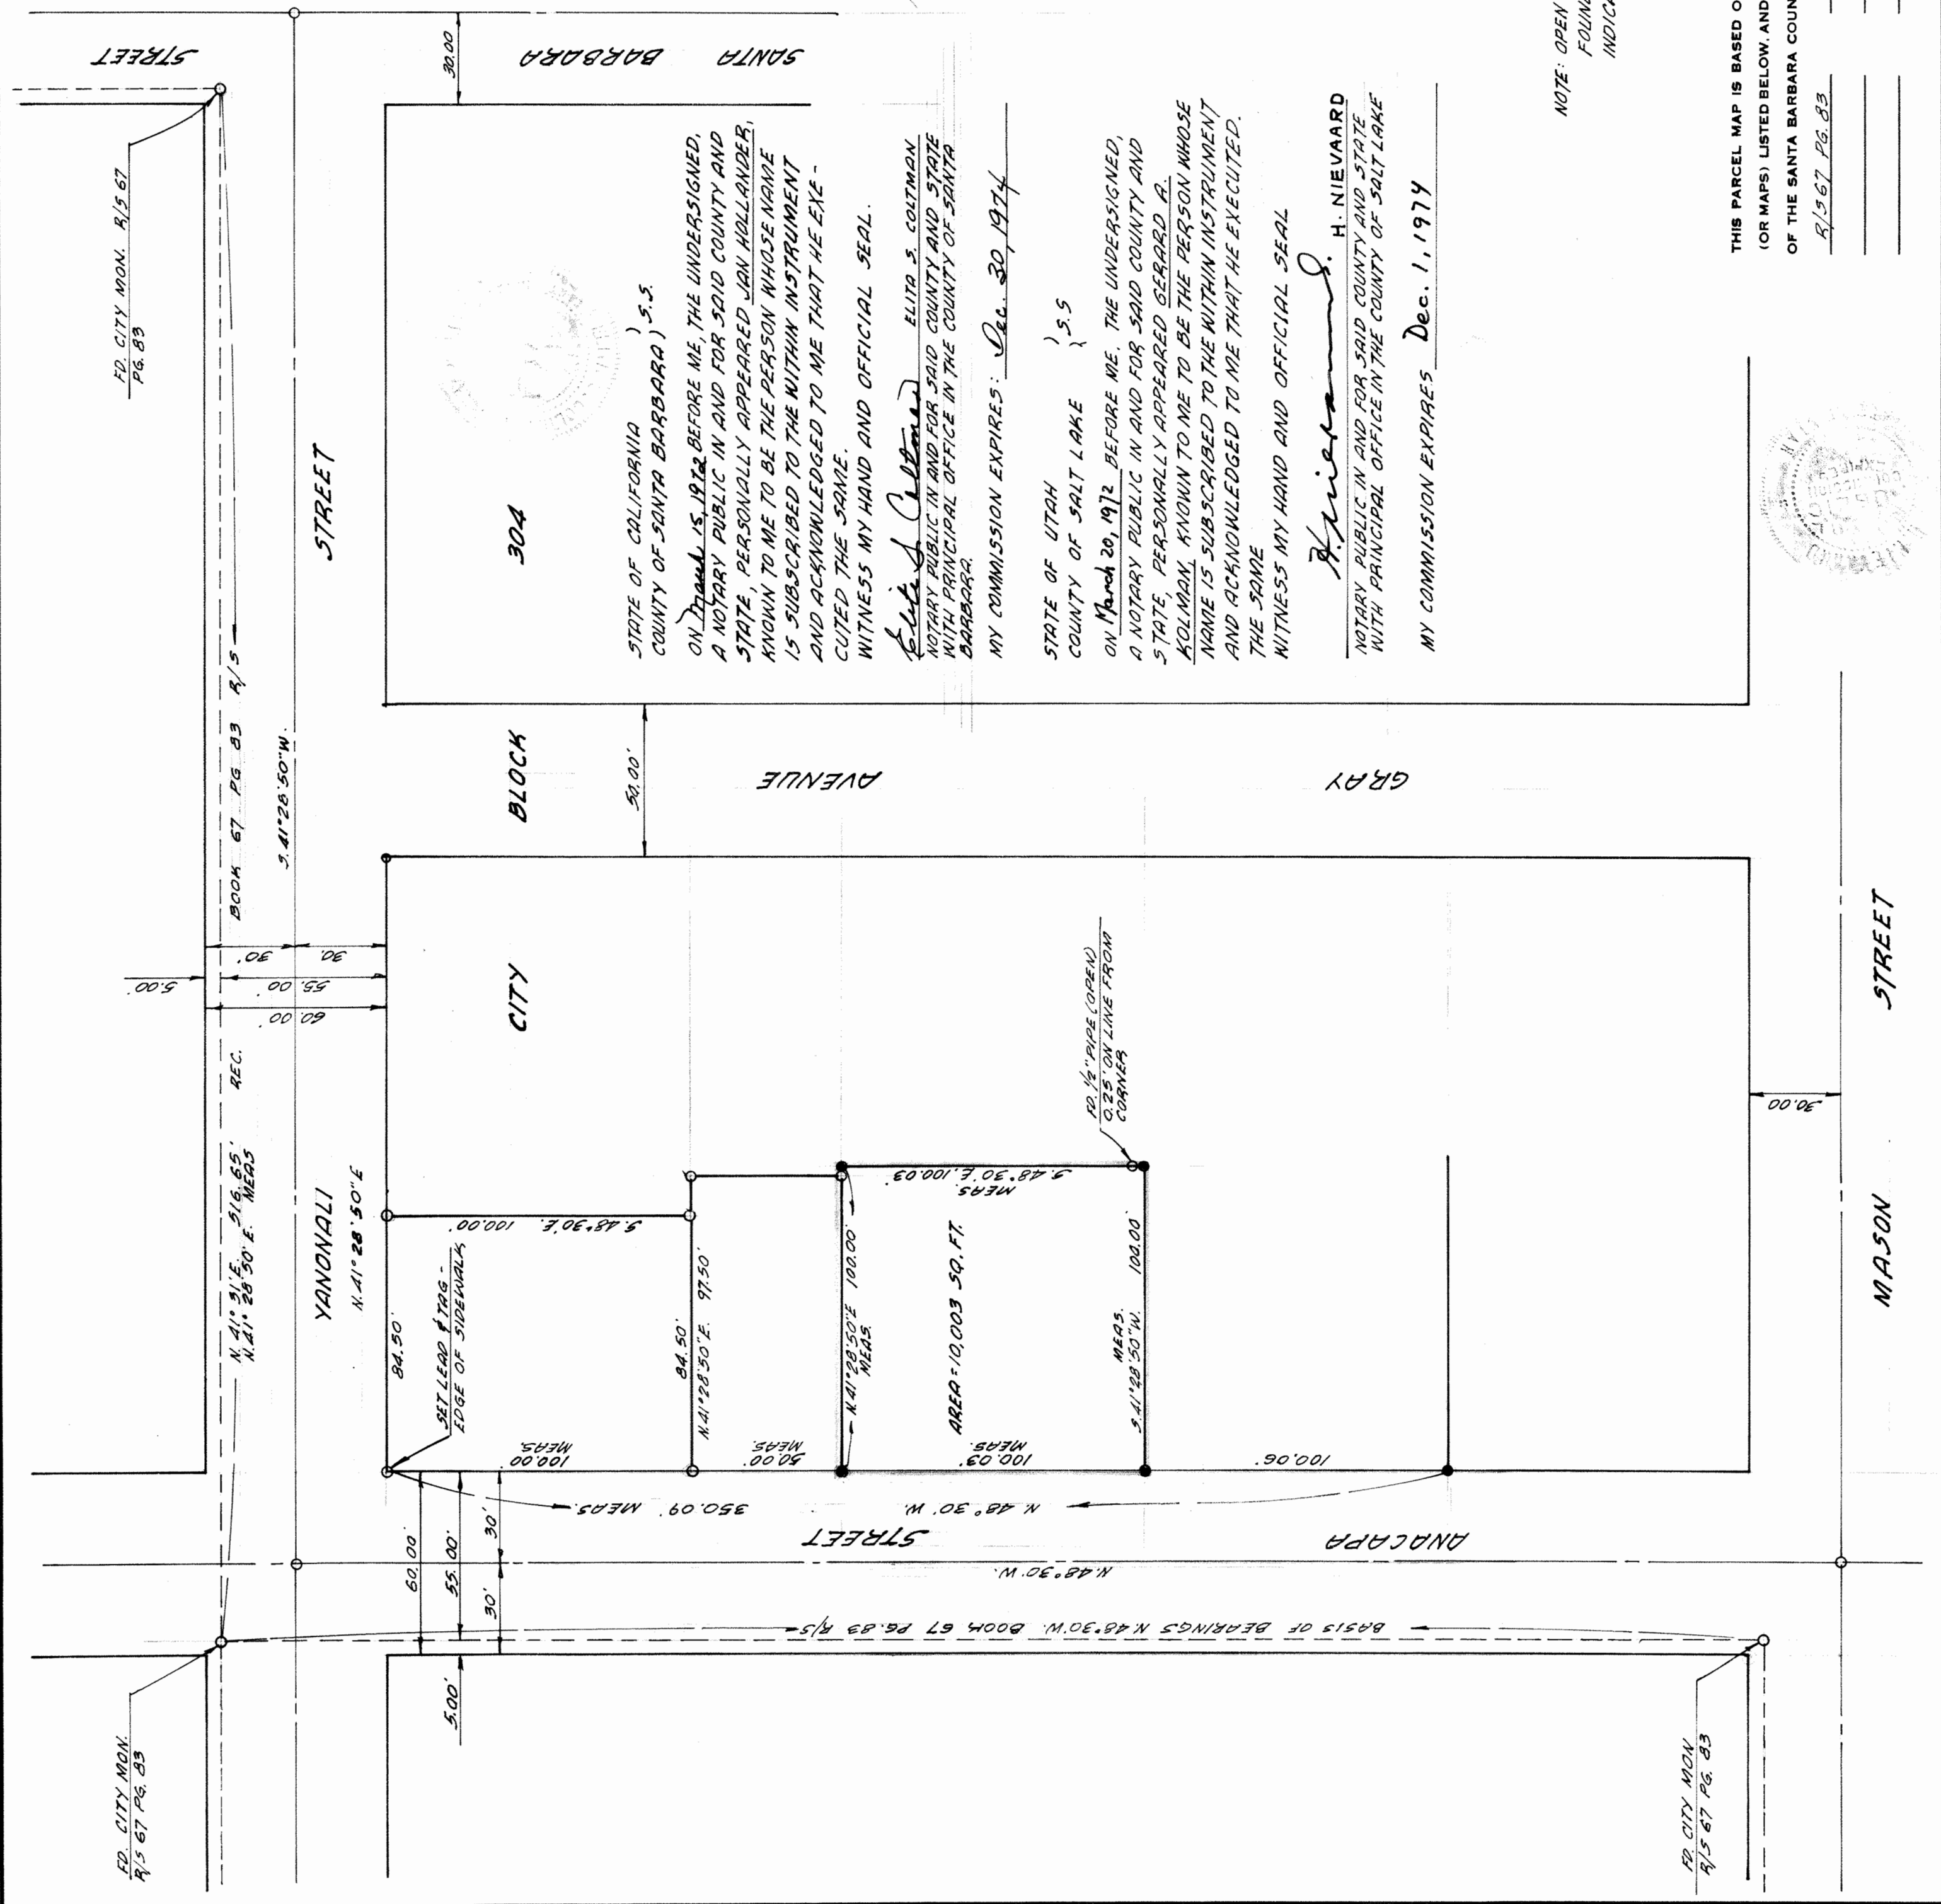 FD. CITY MON.
R/S 67 PG. 83
FD. CITY MON. R/S 67
PG. 83
STREET
N.41°31'E. 516.65' REC.
N.41°28'50"E. MEAS
BOOK 67 PG 83 R/S
S.41°28'50"W.
YANONALI STREET
N.41°28'50"E
5.00'
30'
30.
55.00'
60.00'
30.00
SANTA BARBARA
84.50'
SET LEAD & TAG -
EDGE OF SIDEWALK
S.48°30'E. 100.00'
CITY BLOCK 304
50.00'
60.00'
55.00'
30'
30'
5.00'
100.00'
MEAS.
84.50'
N.41°28'50"E. 97.50'
50.00'
MEAS
N.41°28'50"E 100.00'
MEAS.
AREA = 10,003 SQ. FT.
100.03'
MEAS
S.48°30'E. 100.03'
MEAS.
FD. 1/2" PIPE (OPEN)
0.25' ON LINE FROM
CORNER
MEAS.
S.41°28'50"W. 100.00'
100.06'
N. 48°30' W. 350.09' MEAS.
ANACAPA STREET
N.48°30'W.
BASIS OF BEARINGS N.48°30'W. BOOK 67 PG.83 R/S
GRAY AVENUE
30.00'
MASON STREET
FD. CITY MON
R/S 67 PG. 83
STATE OF CALIFORNIA )
COUNTY OF SANTA BARBARA ) S.S.
ON March 15, 1972 BEFORE ME, THE UNDERSIGNED,
A NOTARY PUBLIC IN AND FOR SAID COUNTY AND
STATE, PERSONALLY APPEARED JAN HOLLANDER,
KNOWN TO ME TO BE THE PERSON WHOSE NAME
IS SUBSCRIBED TO THE WITHIN INSTRUMENT
AND ACKNOWLEDGED TO ME THAT HE EXE-
CUTED THE SAME.
WITNESS MY HAND AND OFFICIAL SEAL.
Elita S. Coltman ELITA S. COLTMAN
NOTARY PUBLIC IN AND FOR SAID COUNTY AND STATE
WITH PRINCIPAL OFFICE IN THE COUNTY OF SANTA
BARBARA.
MY COMMISSION EXPIRES: Dec. 30, 1974
STATE OF UTAH )
COUNTY OF SALT LAKE } S.S
ON March 20, 1972 BEFORE ME, THE UNDERSIGNED,
A NOTARY PUBLIC IN AND FOR SAID COUNTY AND
STATE, PERSONALLY APPEARED GERARD A.
KOLMAN, KNOWN TO ME TO BE THE PERSON WHOSE
NAME IS SUBSCRIBED TO THE WITHIN INSTRUMENT
AND ACKNOWLEDGED TO ME THAT HE EXECUTED.
THE SAME
WITNESS MY HAND AND OFFICIAL SEAL
H. NIEVAARD
NOTARY PUBLIC IN AND FOR SAID COUNTY AND STATE
WITH PRINCIPAL OFFICE IN THE COUNTY OF SALT LAKE
MY COMMISSION EXPIRES Dec. 1, 1974
NOTE: OPEN
FOUN
INDICA
THIS PARCEL MAP IS BASED O
(OR MAPS) LISTED BELOW, AND
OF THE SANTA BARBARA COUN
R/S 67 PG. 83